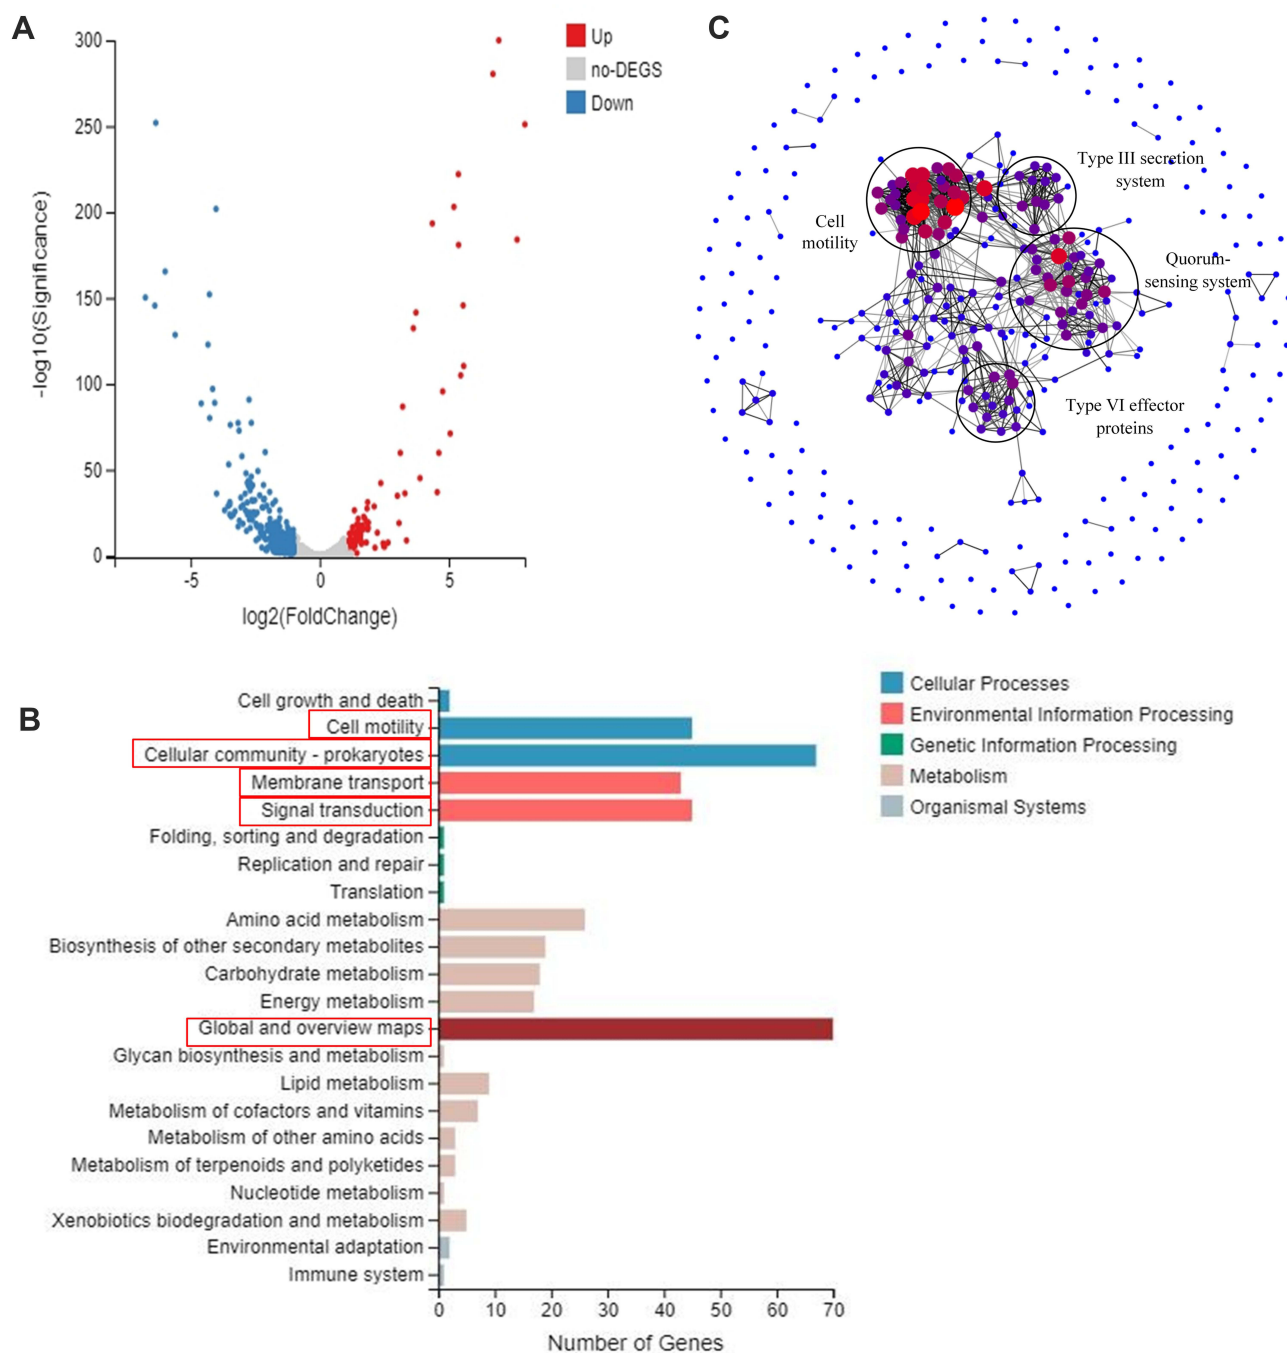 A
300
250
200
150
100
50
0
-log10(Significance)
-5
0
5
log2(FoldChange)
Up
no-DEGS
Down
C
Type III secretion
system
Cell
motility
Quorum-
sensing system
Type VI effector
proteins
B
Cell growth and death
Cell motility
Cellular community - prokaryotes
Membrane transport
Signal transduction
Folding, sorting and degradation
Replication and repair
Translation
Amino acid metabolism
Biosynthesis of other secondary metabolites
Carbohydrate metabolism
Energy metabolism
Global and overview maps
Glycan biosynthesis and metabolism
Lipid metabolism
Metabolism of cofactors and vitamins
Metabolism of other amino acids
Metabolism of terpenoids and polyketides
Nucleotide metabolism
Xenobiotics biodegradation and metabolism
Environmental adaptation
Immune system
0 10 20 30 40 50 60 70
Number of Genes
Cellular Processes
Environmental Information Processing
Genetic Information Processing
Metabolism
Organismal Systems